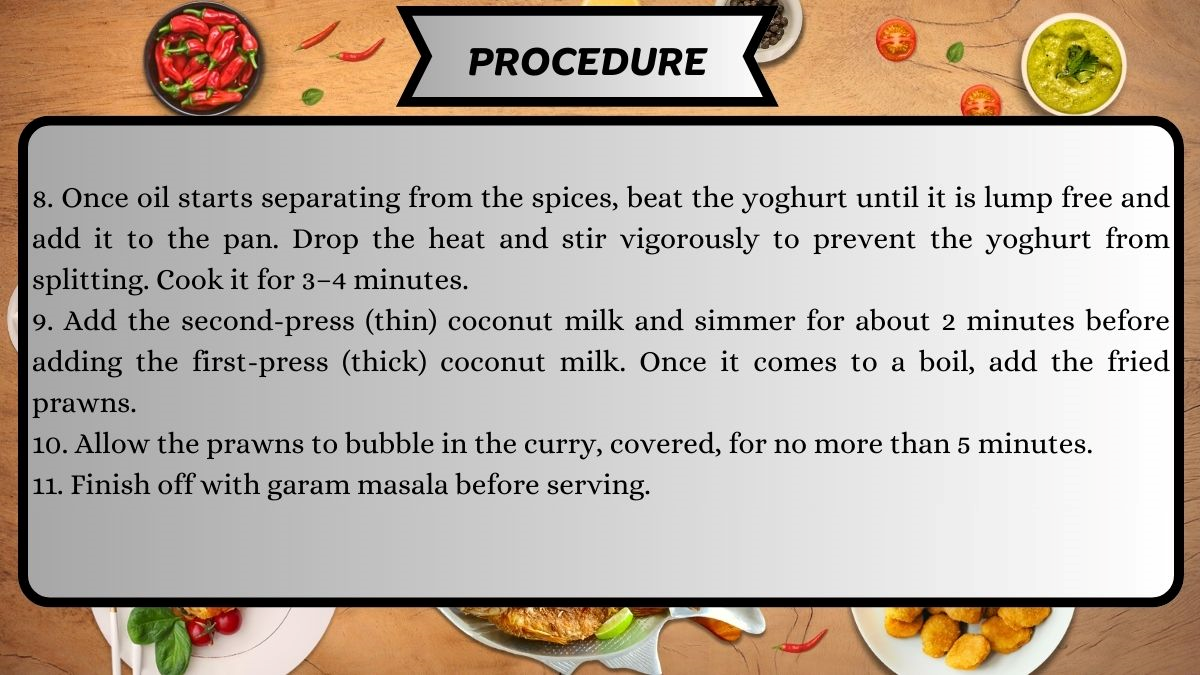 PROCEDURE
8. Once oil starts separating from the spices, beat the yoghurt until it is lump free and
add it to the pan. Drop the heat and stir vigorously to prevent the yoghurt from
splitting. Cook it for 3–4 minutes.
9. Add the second-press (thin) coconut milk and simmer for about 2 minutes before
adding the first-press (thick) coconut milk. Once it comes to a boil, add the fried
prawns.
10. Allow the prawns to bubble in the curry, covered, for no more than 5 minutes.
11. Finish off with garam masala before serving.